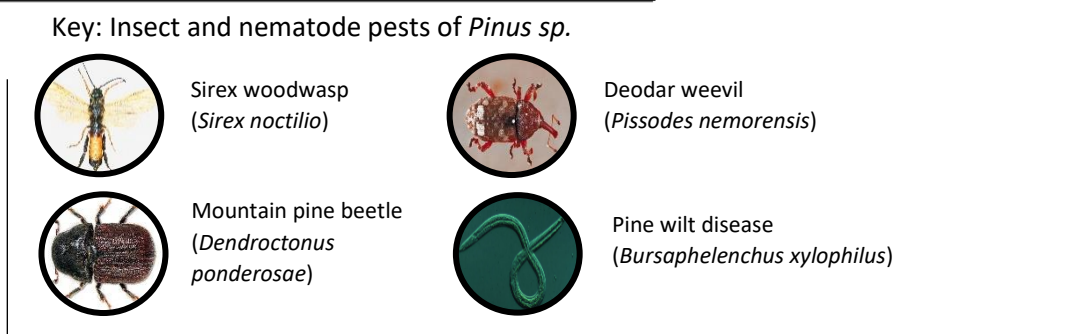 Key: Insect and nematode pests of Pinus sp.
Sirex woodwasp
(Sirex noctilio)
Deodar weevil
(Pissodes nemorensis)
Mountain pine beetle
(Dendroctonus
ponderosae)
Pine wilt disease
(Bursaphelenchus xylophilus)